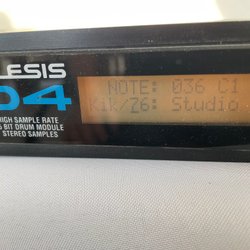 LESIS
NOTE: 036 C1
Kik/Z6: Studio
D4
HIGH SAMPLE RATE
BIT DRUM MODULE
STEREO SAMPLES